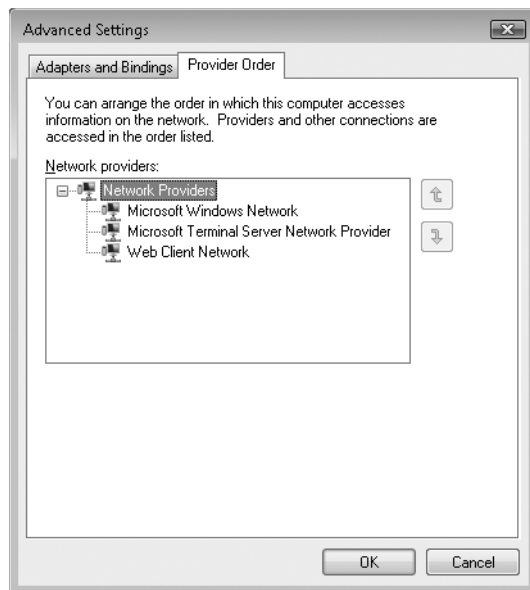 Advanced Settings
Adapters and Bindings
Provider Order
You can arrange the order in which this computer accesses
information on the network.  Providers and other connections are
accessed in the order listed.
Network providers:
Network Providers
Microsoft Windows Network
Microsoft Terminal Server Network Provider
Web Client Network
OK
Cancel